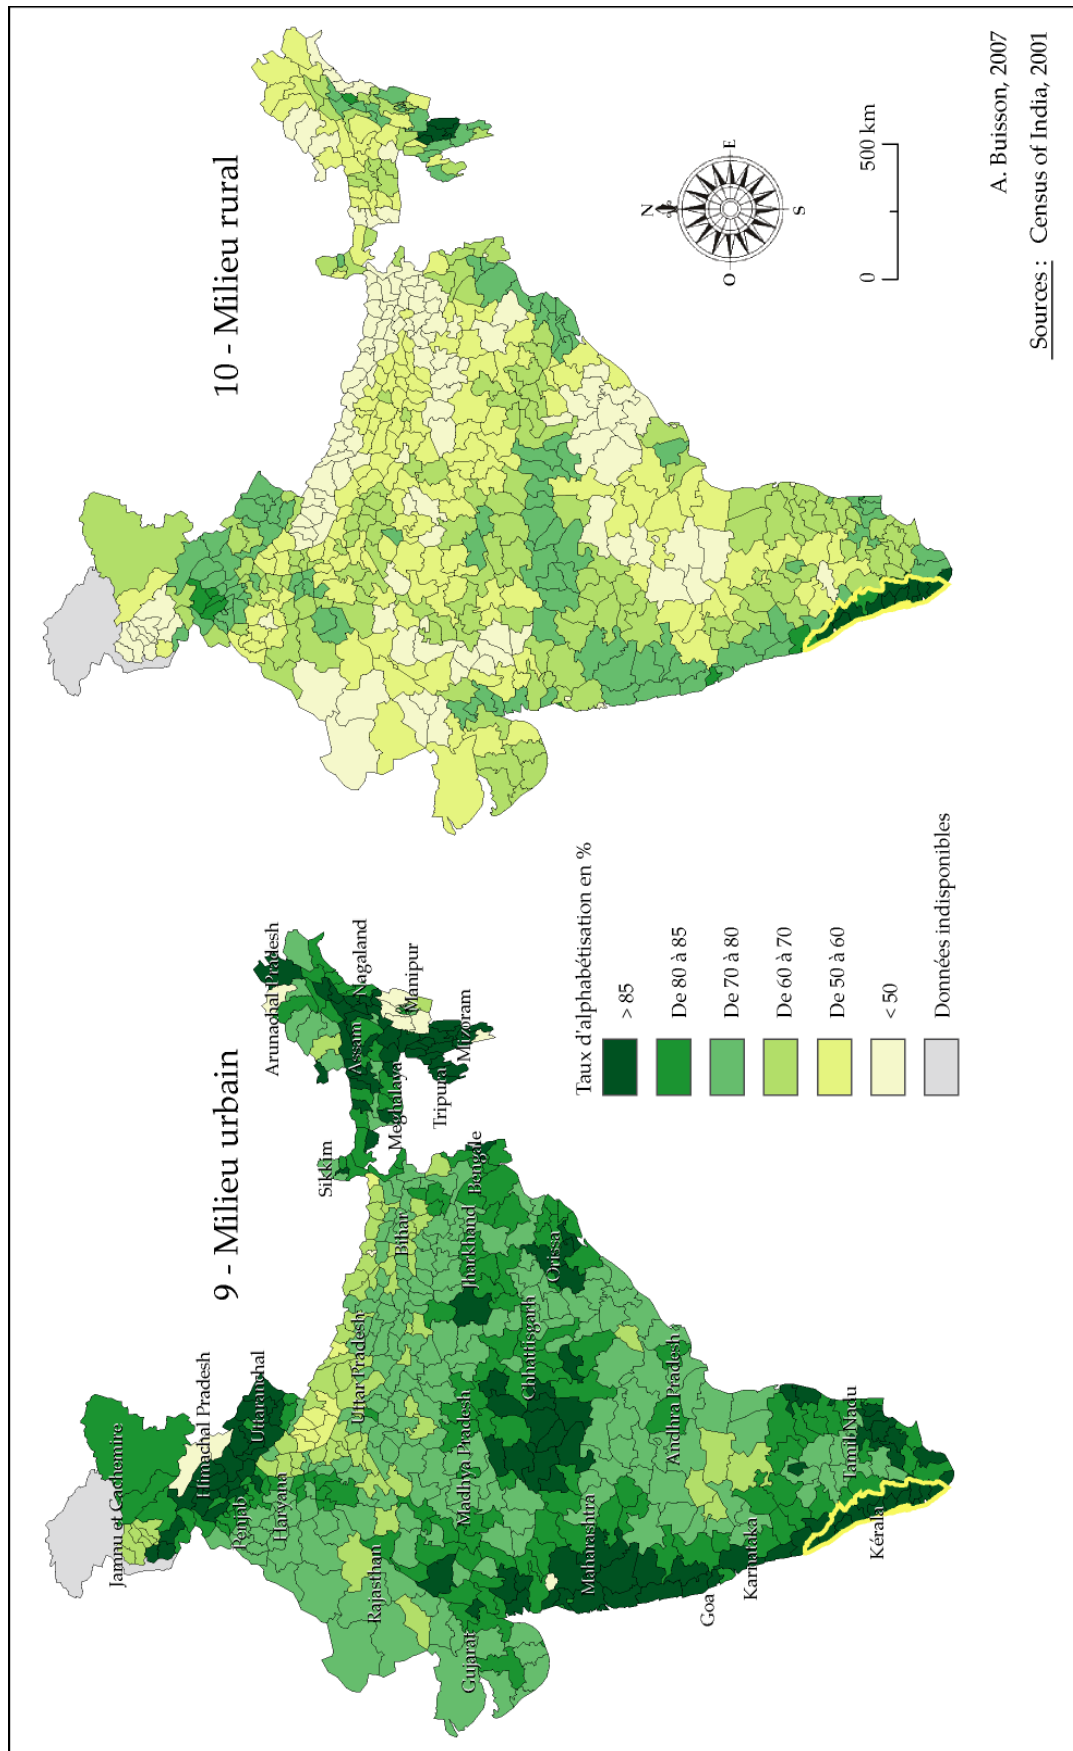 9 - Milieu urbain
Jammu et Cachemire
Himachal Pradesh
Penjab
Uttaranchal
Haryana
Rajasthan
Uttar Pradesh
Bihar
Sikkim
Arunachal Pradesh
Assam
Nagaland
Meghalaya
Manipur
Tripura
Mizoram
Gujarat
Madhya Pradesh
Jharkhand
Bengale
Chhattisgarh
Orissa
Maharashtra
Andhra Pradesh
Goa
Karnataka
Kérala
Tamil Nadu
Taux d'alphabétisation en %
> 85
De 80 à 85
De 70 à 80
De 60 à 70
De 50 à 60
< 50
Données indisponibles
10 - Milieu rural
N
O
E
S
0
500 km
A. Buisson, 2007
Sources : Census of India, 2001